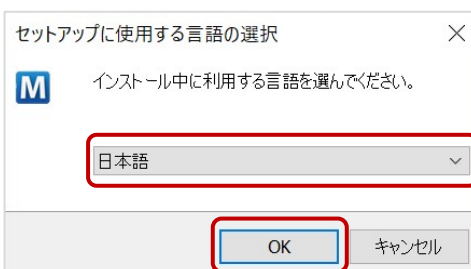 セットアップに使用する言語の選択
M
インストール中に利用する言語を選んでください。
日本語
OK
キャンセル